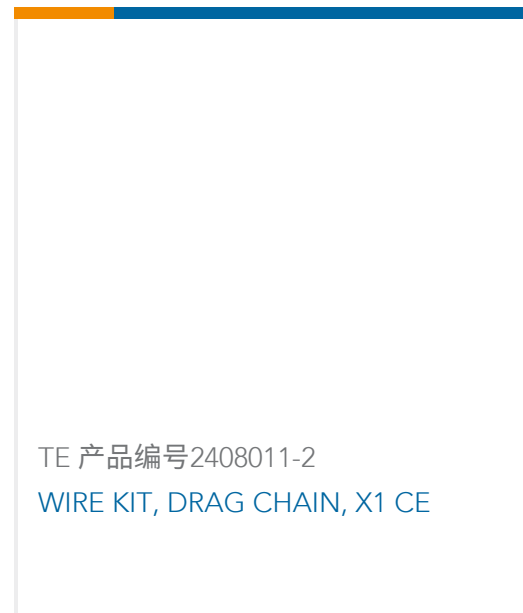 TE 产品编号2408011-2
WIRE KIT, DRAG CHAIN, X1 CE